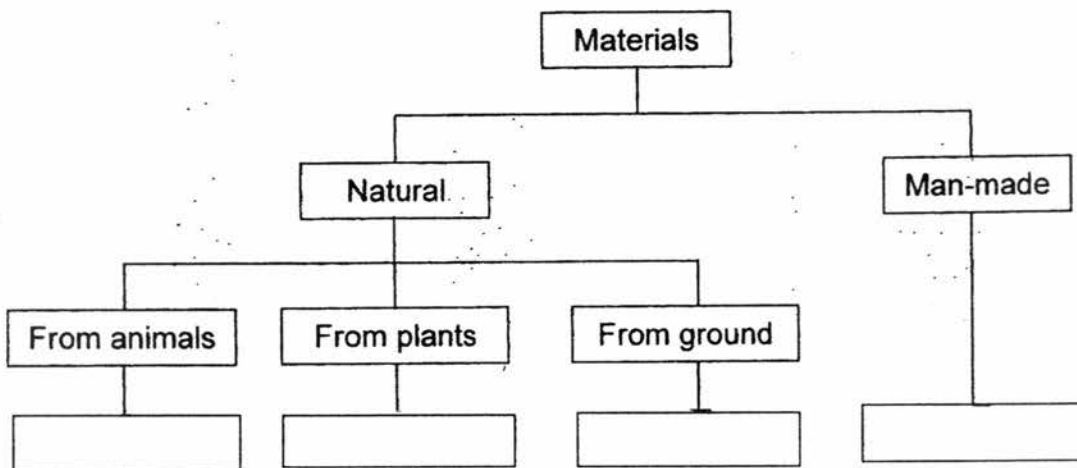 Materials
Natural
Man-made
From animals
From plants
From ground